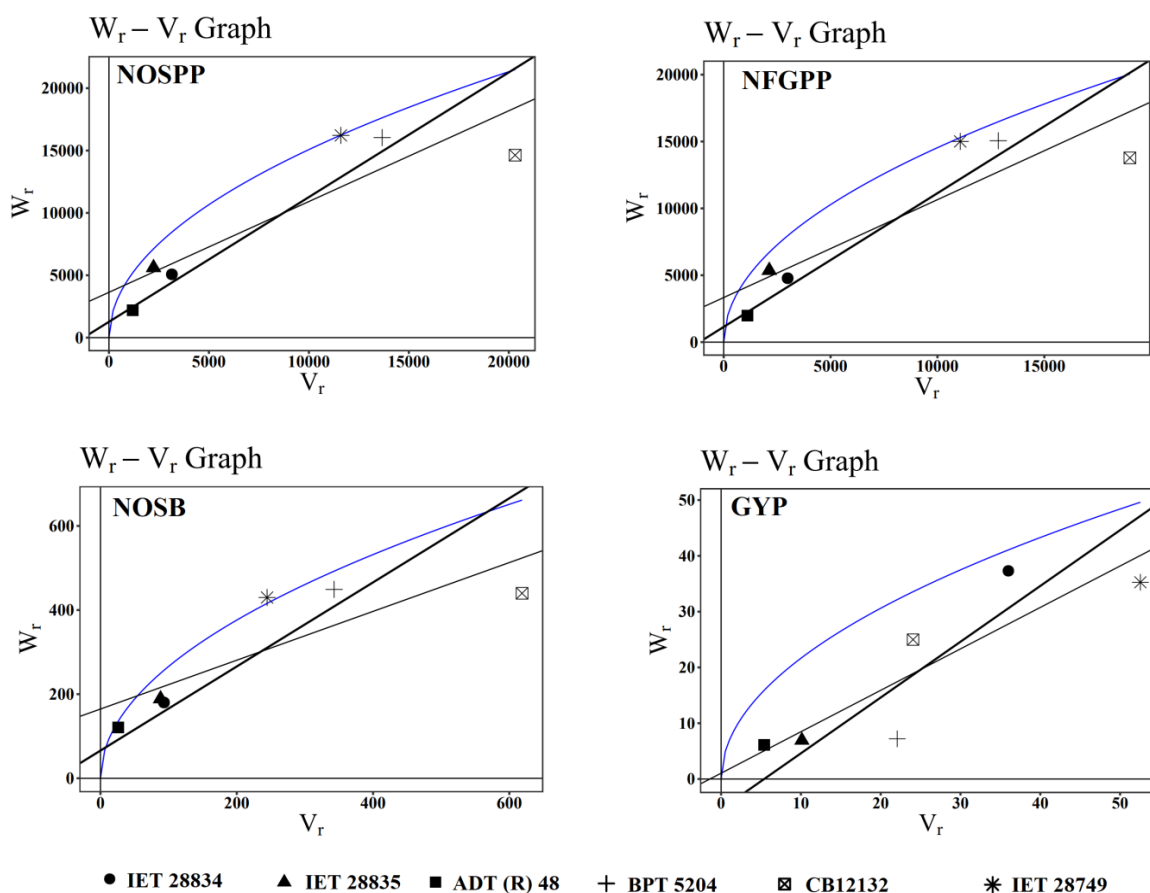 Wr – Vr Graph
NOSPP
20000
15000
10000
5000
0
Wr
0 5000 10000 15000 20000
Vr
Wr – Vr Graph
NFGPP
20000
15000
10000
5000
0
Wr
0 5000 10000 15000
Vr
Wr – Vr Graph
NOSB
600
400
200
0
Wr
0 200 400 600
Vr
Wr – Vr Graph
GYP
50
40
30
20
10
0
Wr
0 10 20 30 40 50
Vr
IET 28834 IET 28835 ADT (R) 48 BPT 5204 CB12132 IET 28749